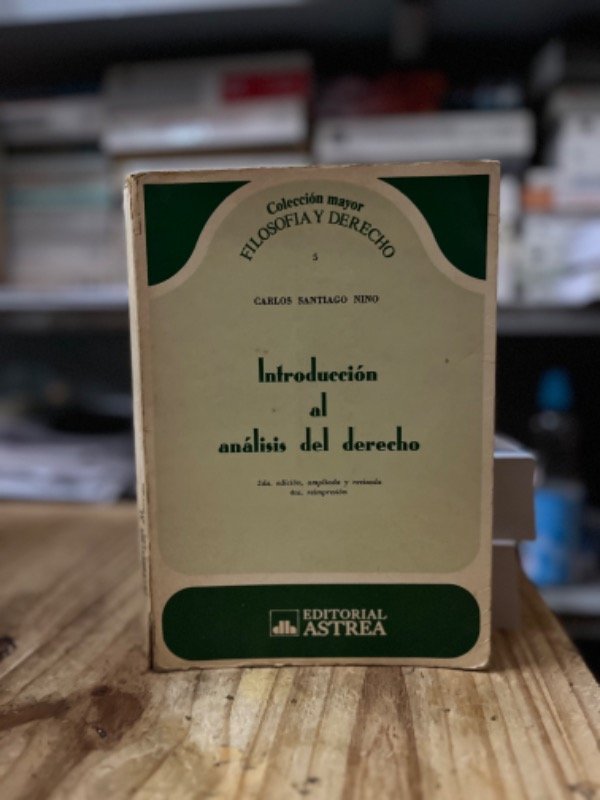 Colección mayor
FILOSOFIA Y DERECHO
5
CARLOS SANTIAGO NINO
Introducción
al
análisis del derecho
2da. edición, ampliada y revisada
4ta. reimpresión
EDITORIAL
ASTREA